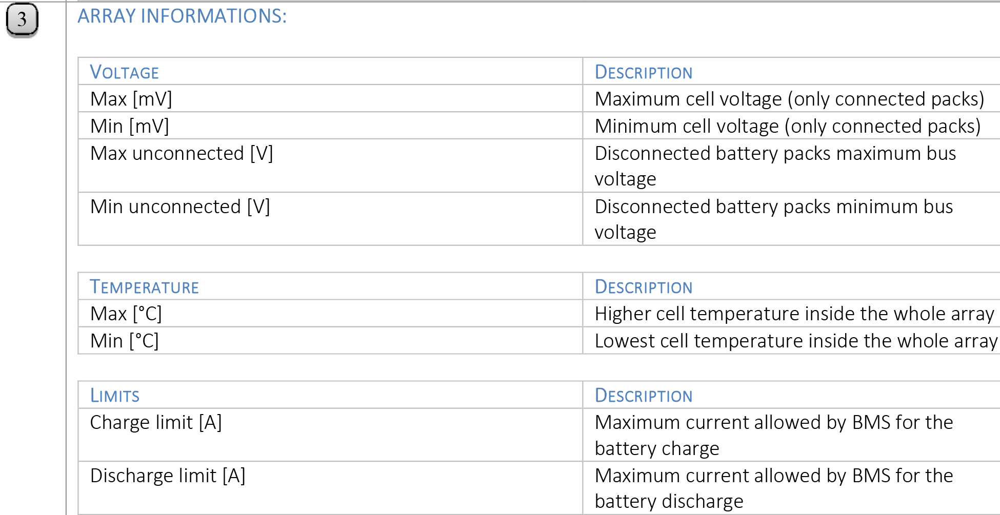 3
ARRAY INFORMATIONS:
VOLTAGE
DESCRIPTION
Max [mV]
Maximum cell voltage (only connected packs)
Min [mV]
Minimum cell voltage (only connected packs)
Max unconnected [V]
Disconnected battery packs maximum bus
voltage
Min unconnected [V]
Disconnected battery packs minimum bus
voltage
TEMPERATURE
DESCRIPTION
Max [°C]
Higher cell temperature inside the whole array
Min [°C]
Lowest cell temperature inside the whole array
LIMITS
DESCRIPTION
Charge limit [A]
Maximum current allowed by BMS for the
battery charge
Discharge limit [A]
Maximum current allowed by BMS for the
battery discharge